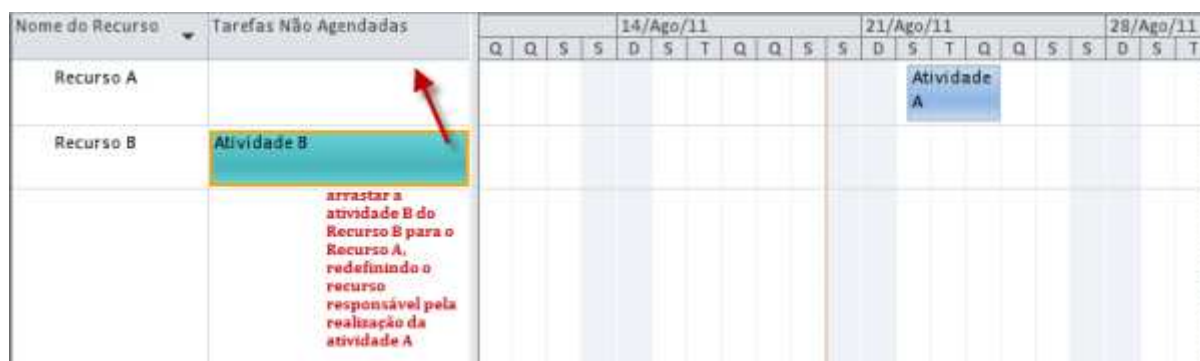 Nome do Recurso Tarefas Não Agendadas 14/Ago/11 21/Ago/11 28/Ago/11
Q Q S S D S T Q Q S S D S T Q Q S S D S T
Recurso A Atividade
A
Recurso B Atividade B
arrastar a
atividade B do
Recurso B para o
Recurso A,
redefinindo o
recurso
responsável pela
realização da
atividade A